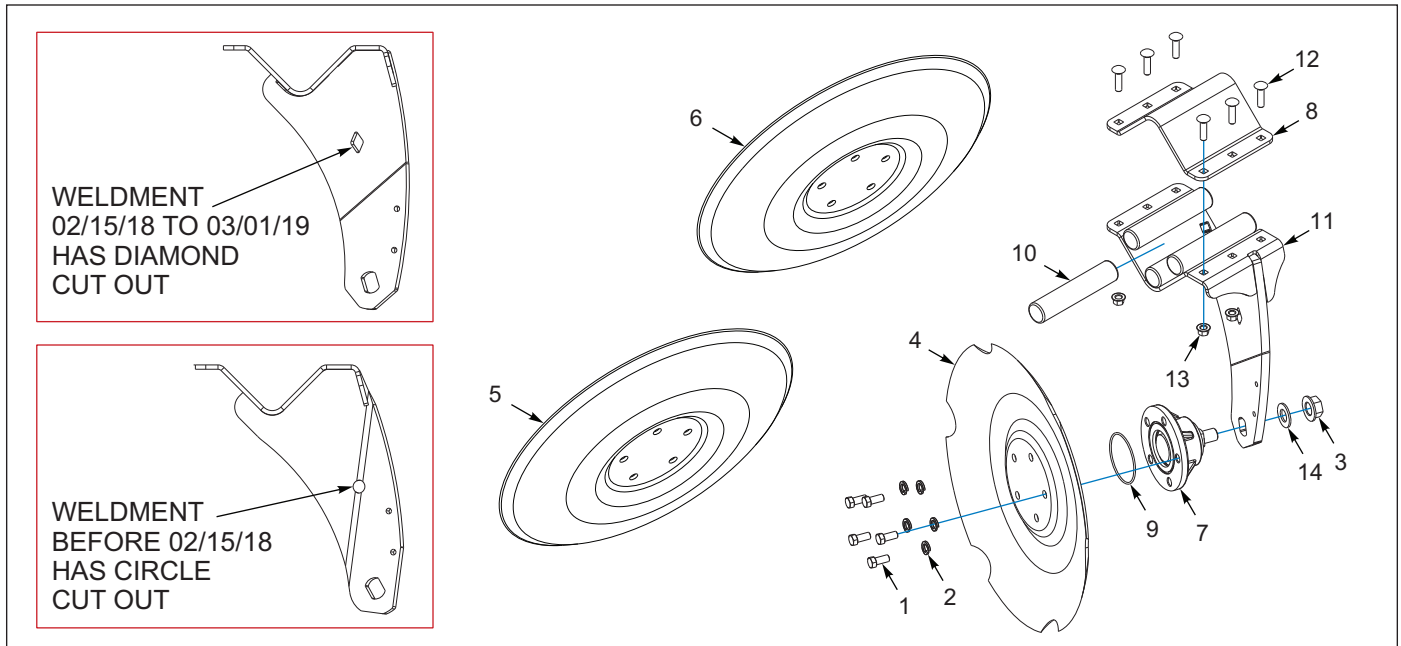 WELDMENT
02/15/18 TO 03/01/19
HAS DIAMOND
CUT OUT
WELDMENT
BEFORE 02/15/18
HAS CIRCLE
CUT OUT
12
6
8
11
10
4
13
5
14
3
9
7
2
1